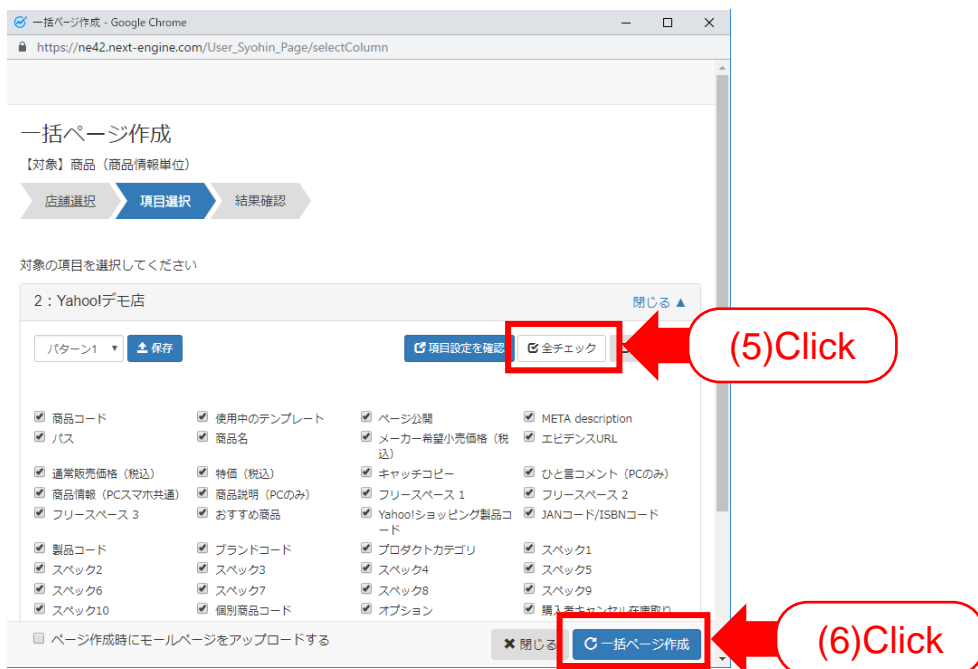 一括ページ作成 - Google Chrome
https://ne42.next-engine.com/User_Syohin_Page/selectColumn
一括ページ作成
【対象】商品（商品情報単位）
店舗選択 項目選択 結果確認
対象の項目を選択してください
2：Yahoo!デモ店 閉じる ▲
パターン1 ▼ 保存 項目設定を確認 全チェック
(5)Click
商品コード 使用中のテンプレート ページ公開 META description
パス 商品名 メーカー希望小売価格（税 エビデンスURL
込）
通常販売価格（税込） 特価（税込） キャッチコピー ひと言コメント（PCのみ）
商品情報（PCスマホ共通） 商品説明（PCのみ） フリースペース 1 フリースペース 2
フリースペース 3 おすすめ商品 Yahoo!ショッピング製品コ JANコード/ISBNコード
ード
製品コード ブランドコード プロダクトカテゴリ スペック1
スペック2 スペック3 スペック4 スペック5
スペック6 スペック7 スペック8 スペック9
スペック10 個別商品コード オプション 購入者キャンセル在庫取り
ページ作成時にモールページをアップロードする ✖ 閉じる 一括ページ作成
(6)Click